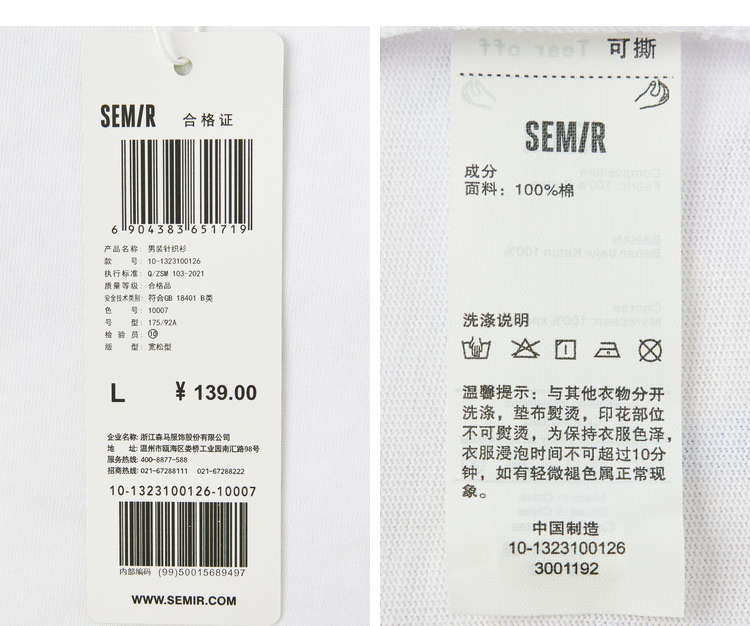 SEMIR 合格证
6 904383 651719
产品名称: 男装针织衫
款 号: 10-1323100126
执行标准: Q/ZSM 103-2021
质量等级: 合格品
安全技术类别: 符合GB 18401 B类
色 号: 10007
号 型: 175/92A
检 验 员: ⑩
版 型: 宽松型
L ¥ 139.00
企业名称: 浙江森马服饰股份有限公司
地 址: 温州市瓯海区娄桥工业园南汇路98号
服务热线: 400-8877-588
招商热线: 021-67288111 021-67288222
10-1323100126-10007
内部编码 (99)50015689497
WWW.SEMIR.COM
Tear off 可撕
SEMIR
成分
面料: 100%棉
洗涤说明
温馨提示: 与其他衣物分开
洗涤, 垫布熨烫, 印花部位
不可熨烫, 为保持衣服色泽,
衣服浸泡时间不可超过10分
钟, 如有轻微褪色属正常现
象。
中国制造
10-1323100126
3001192